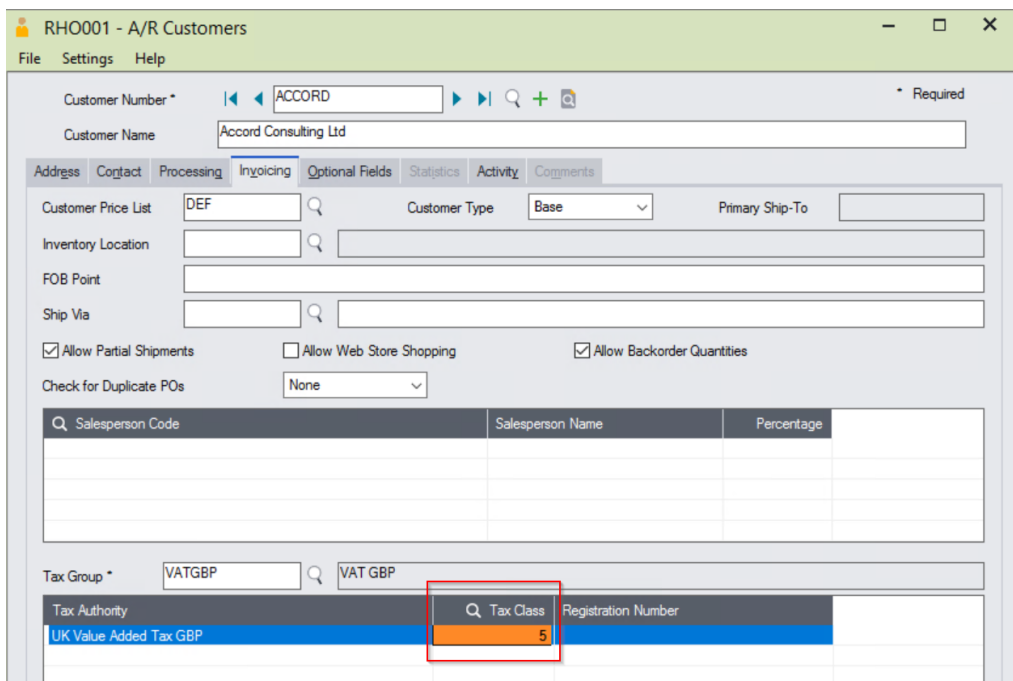 RHO001 - A/R Customers
File Settings Help
Customer Number * ACCORD * Required
Customer Name Accord Consulting Ltd
Address Contact Processing Invoicing Optional Fields Statistics Activity Comments
Customer Price List DEF Customer Type Base Primary Ship-To
Inventory Location
FOB Point
Ship Via
Allow Partial Shipments Allow Web Store Shopping Allow Backorder Quantities
Check for Duplicate POs None
Salesperson Code Salesperson Name Percentage
Tax Group * VATGBP VAT GBP
Tax Authority Tax Class Registration Number
UK Value Added Tax GBP 5